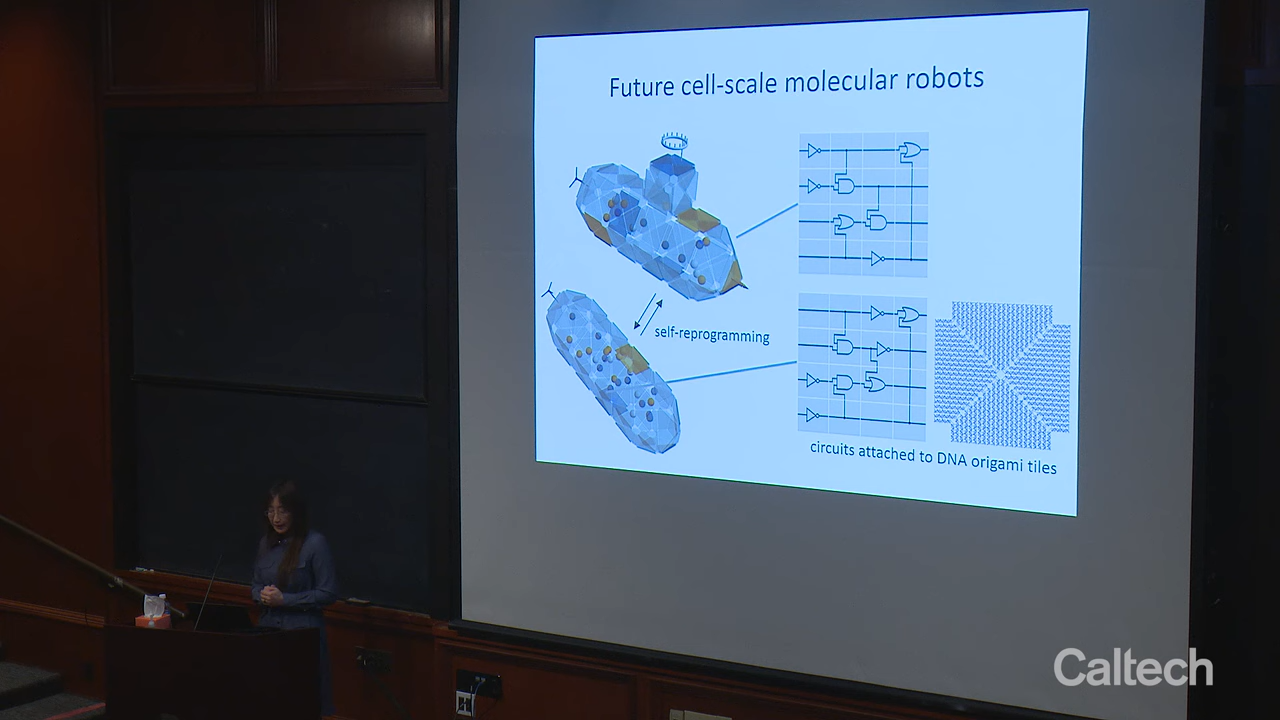 Future cell-scale molecular robots
self-reprogramming
circuits attached to DNA origami tiles
Caltech